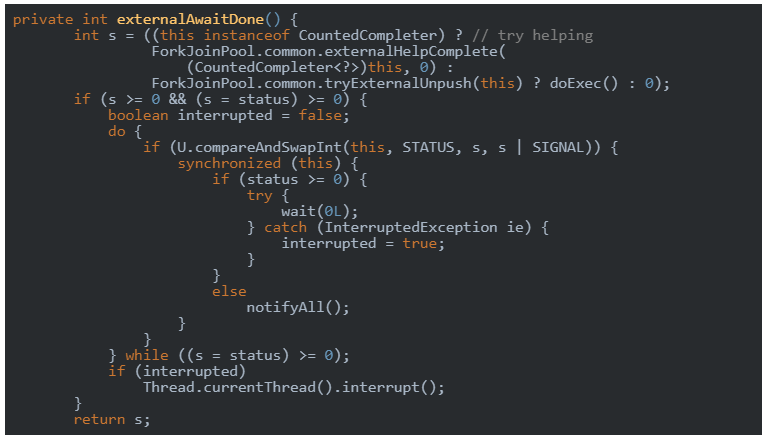 private int externalAwaitDone() {
        int s = ((this instanceof CountedCompleter) ? // try helping
                 ForkJoinPool.common.externalHelpComplete(
                     (CountedCompleter<?>)this, 0) :
                 ForkJoinPool.common.tryExternalUnpush(this) ? doExec() : 0);
        if (s >= 0 && (s = status) >= 0) {
            boolean interrupted = false;
            do {
                if (U.compareAndSwapInt(this, STATUS, s, s | SIGNAL)) {
                    synchronized (this) {
                        if (status >= 0) {
                            try {
                                wait(0L);
                            } catch (InterruptedException ie) {
                                interrupted = true;
                            }
                        }
                        else
                            notifyAll();
                    }
                }
            } while ((s = status) >= 0);
            if (interrupted)
                Thread.currentThread().interrupt();
        }
        return s;